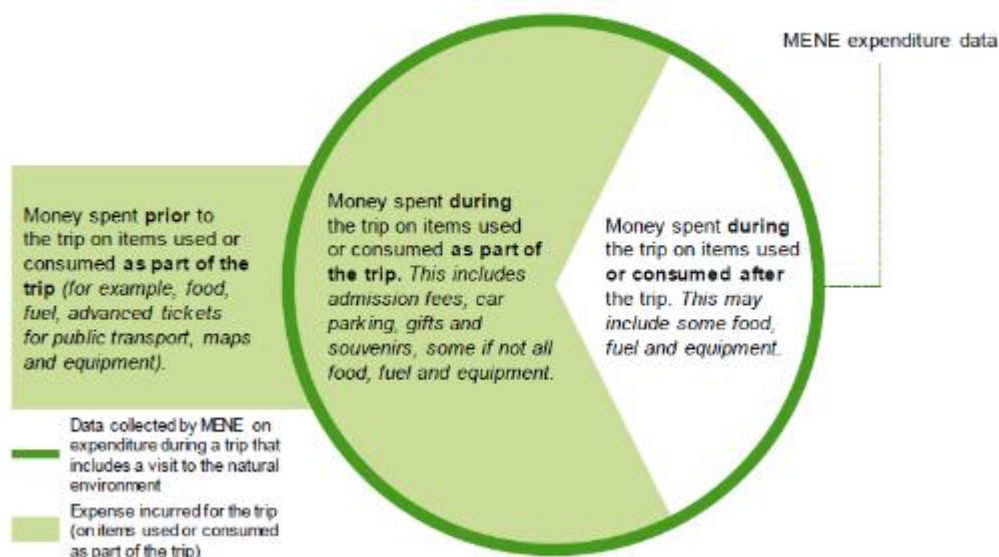 MENE expenditure data
Money spent prior to
the trip on items used or
consumed as part of the
trip (for example, food,
fuel, advanced tickets
for public transport, maps
and equipment).
Money spent during
the trip on items used
or consumed as part of
the trip. This includes
admission fees, car
parking, gifts and
souvenirs, some if not all
food, fuel and equipment.
Money spent during
the trip on items used
or consumed after
the trip. This may
include some food,
fuel and equipment.
Data collected by MENE on
expenditure during a trip that
includes a visit to the natural
environment
Expense incurred for the trip
(on items used or consumed
as part of the trip)